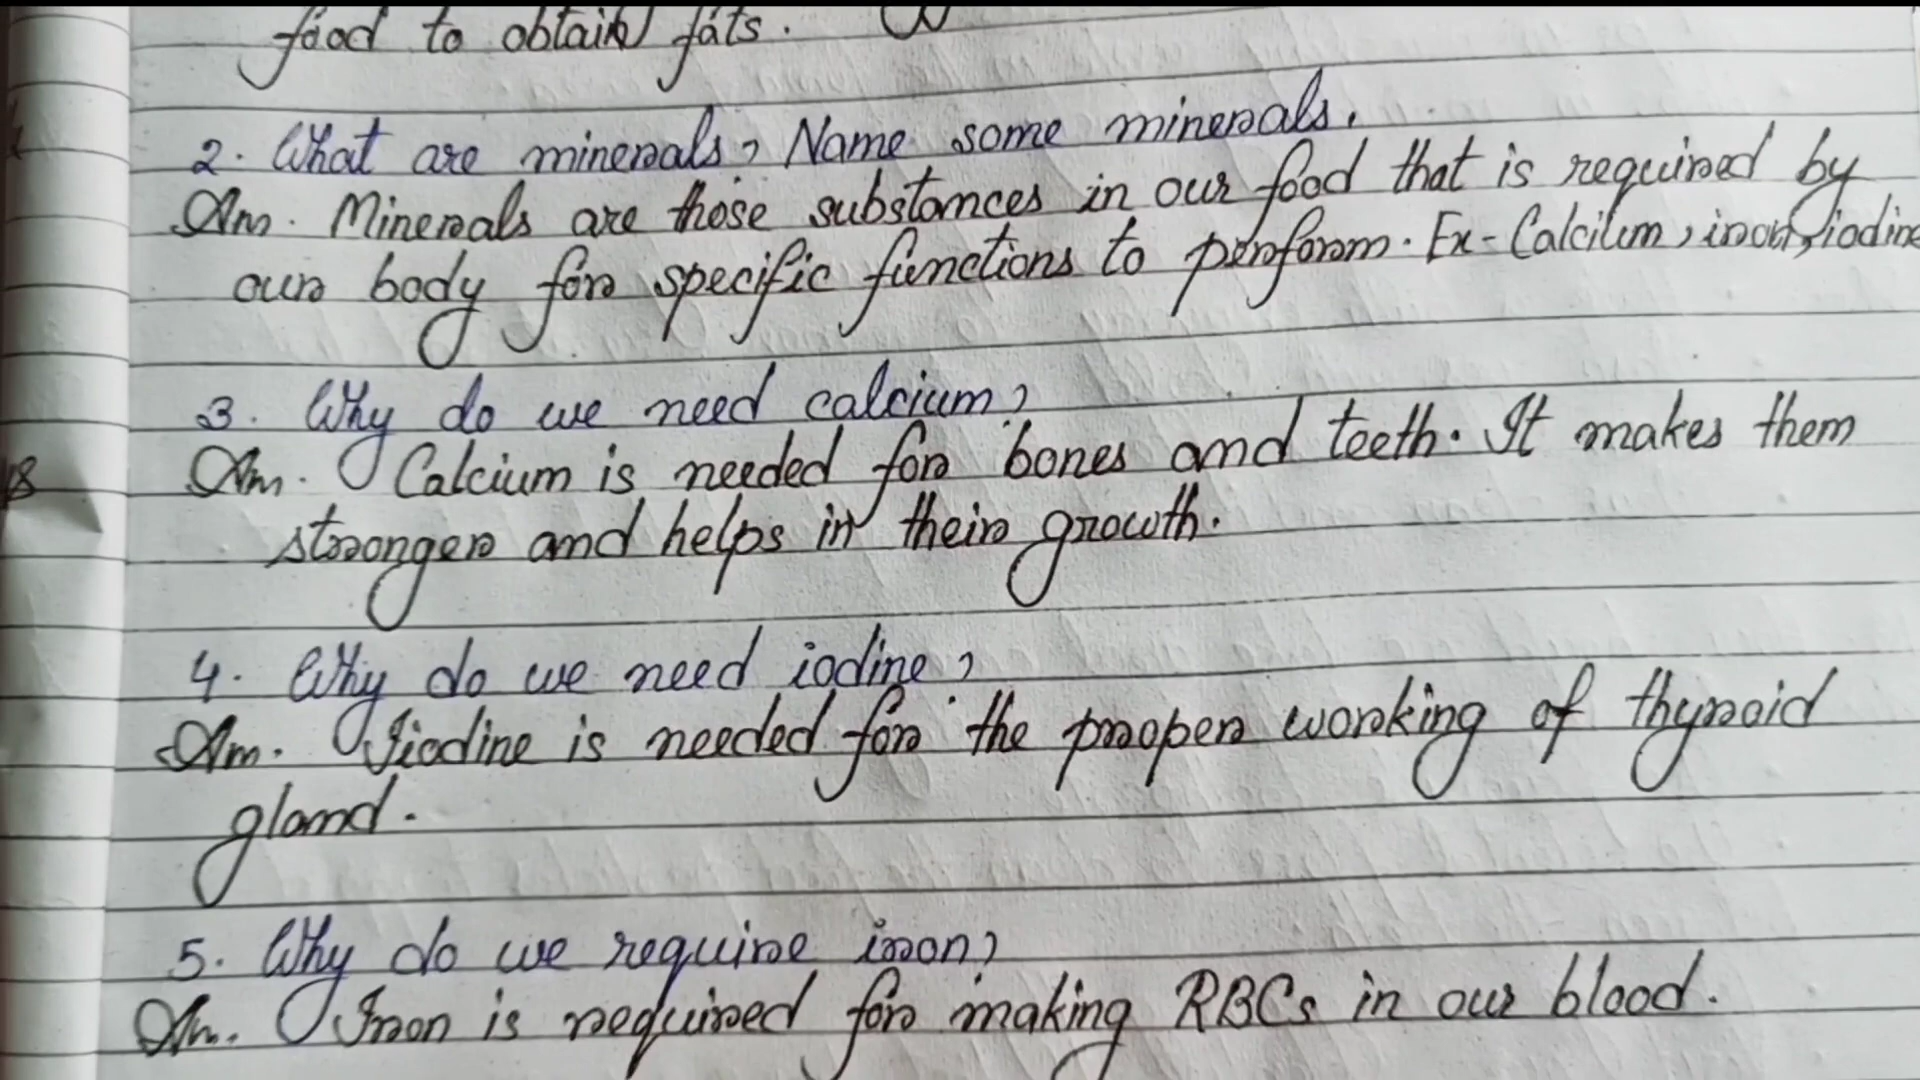 food to obtain fats.
2. What are minerals? Name some minerals.
Ans. Minerals are those substances in our food that is required by
our body for specific functions to perform. Ex- Calcium, iron, iodine
3. Why do we need calcium?
Ans. Calcium is needed for bones and teeth. It makes them
stronger and helps in their growth.
4. Why do we need iodine?
Ans. Iodine is needed for the proper working of thyroid
gland.
5. Why do we require iron?
Ans. Iron is required for making RBCs in our blood.